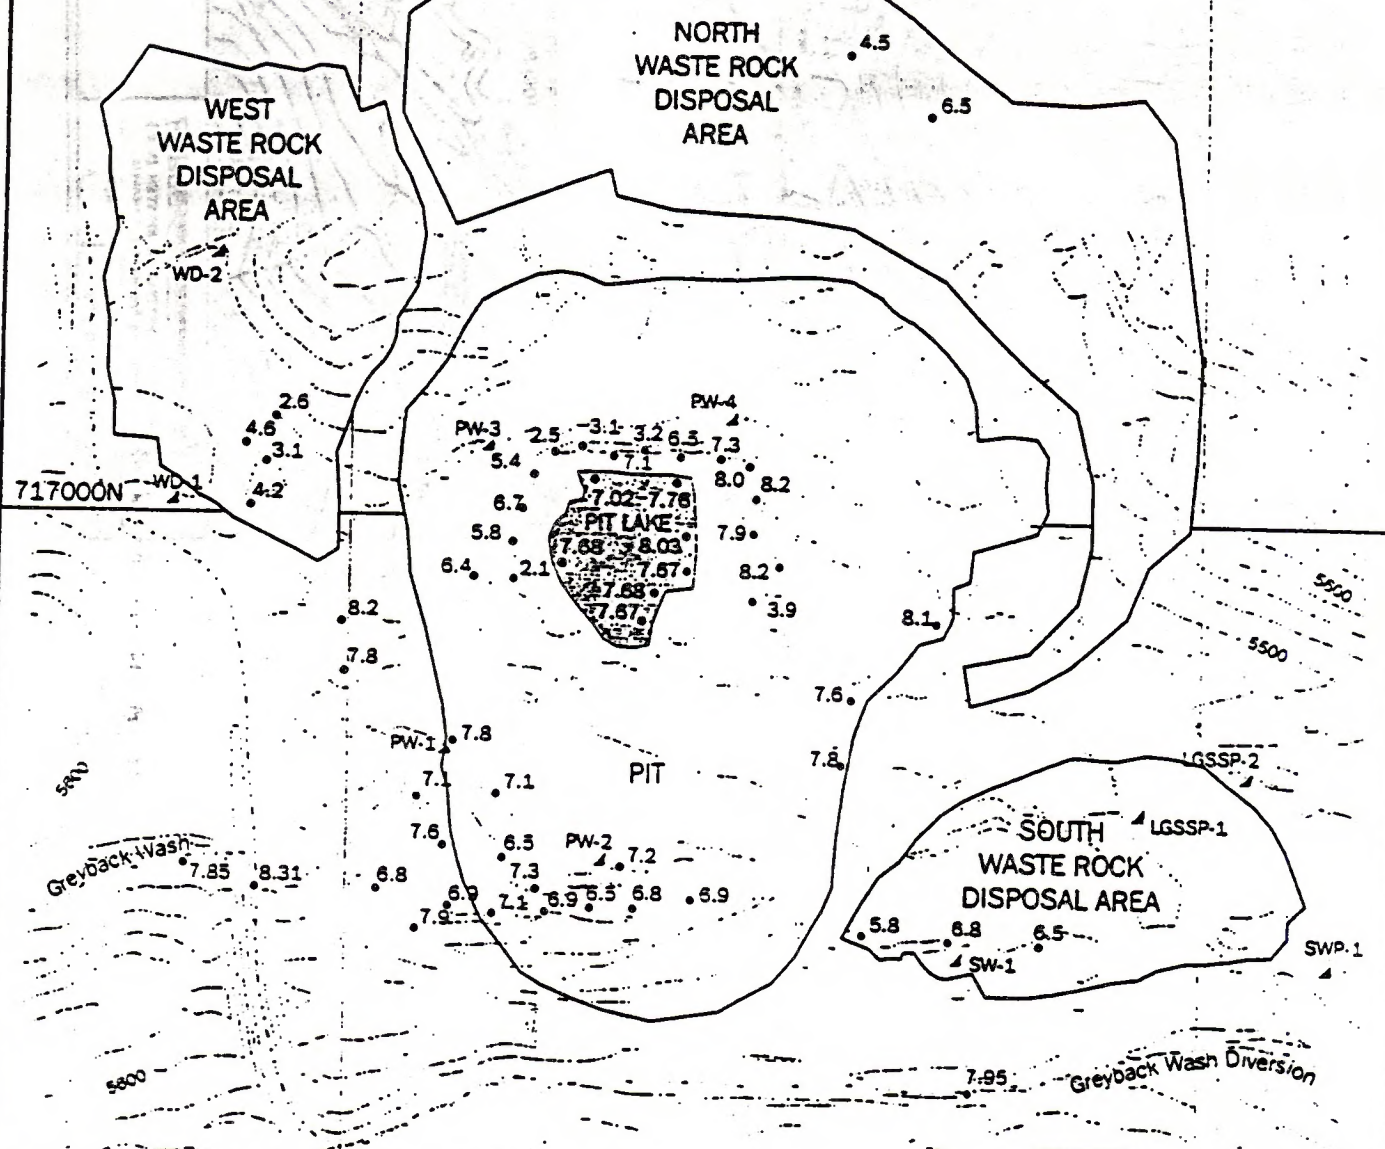 NORTH
WASTE ROCK
DISPOSAL
AREA
4.5
6.5
WEST
WASTE ROCK
DISPOSAL
AREA
WD-2
2.6
4.6
3.1
4.2
WD-1
717000N
PW-4
PW-3
2.5
3.1
3.2
6.5
7.3
5.4
7.1
8.0
8.2
6.7
7.02
7.76
PIT LAKE
5.8
7.68
8.03
7.9
6.4
2.1
7.67
8.2
7.68
7.67
3.9
8.1
8.2
7.8
5500
5500
7.6
PW-1
7.8
7.8
PIT
7.1
7.1
LGSSP-2
5600
7.6
6.5
PW-2
7.2
SOUTH
WASTE ROCK
DISPOSAL AREA
LGSSP-1
Greyback Wash
7.85
8.31
6.8
7.3
6.9
7.1
6.9
6.5
6.8
6.9
7.9
5.8
6.8
6.5
SW-1
SWP-1
5600
7.95
Greyback Wash Diversion